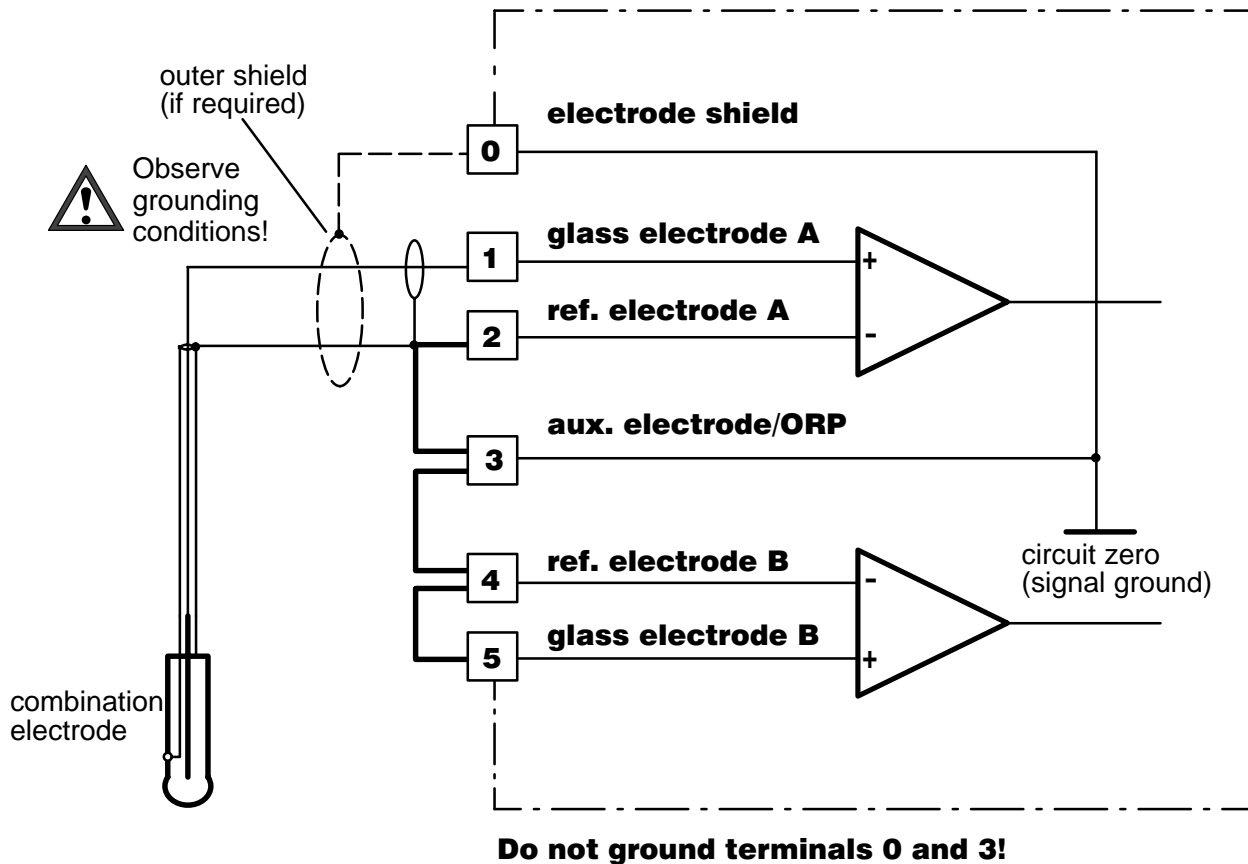 outer shield
(if required)
Observe
grounding
conditions!
electrode shield
0
glass electrode A
1
+
ref. electrode A
2
-
aux. electrode/ORP
3
circuit zero
(signal ground)
ref. electrode B
4
-
glass electrode B
5
+
combination
electrode
Do not ground terminals 0 and 3!